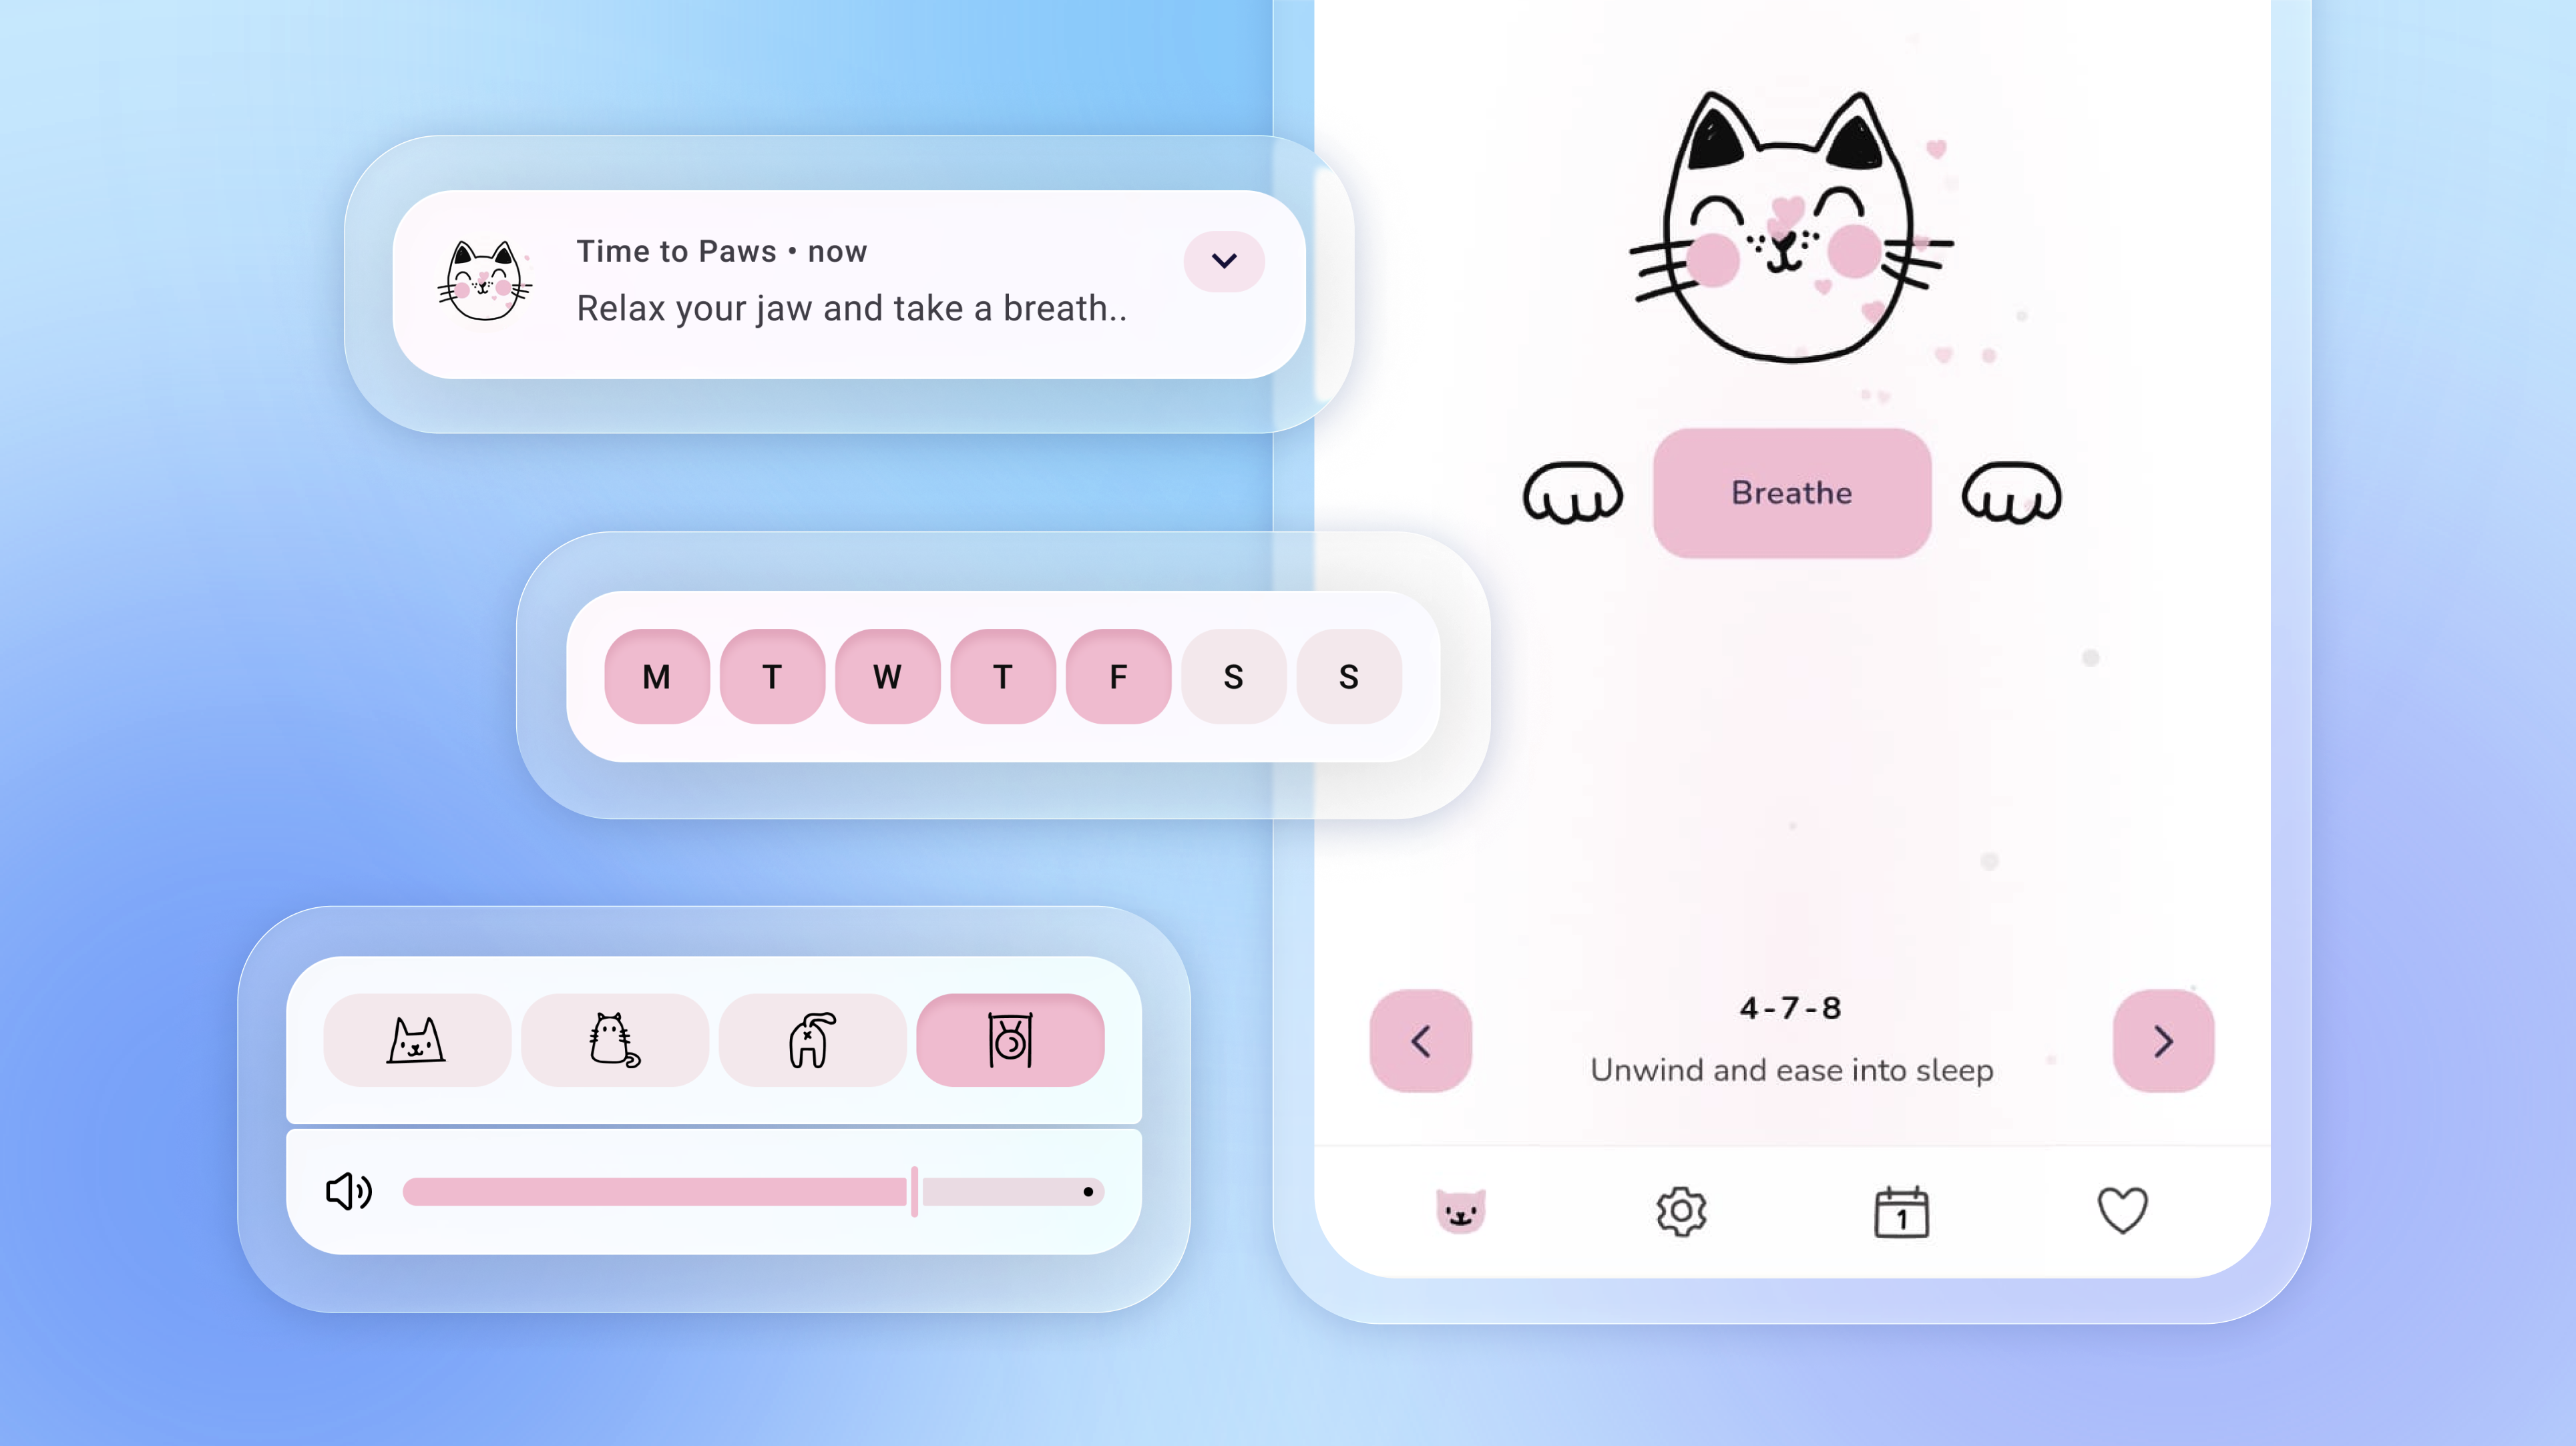 Time to Paws • now
Relax your jaw and take a breath..
Breathe
M T W T F S S
4-7-8
Unwind and ease into sleep
1